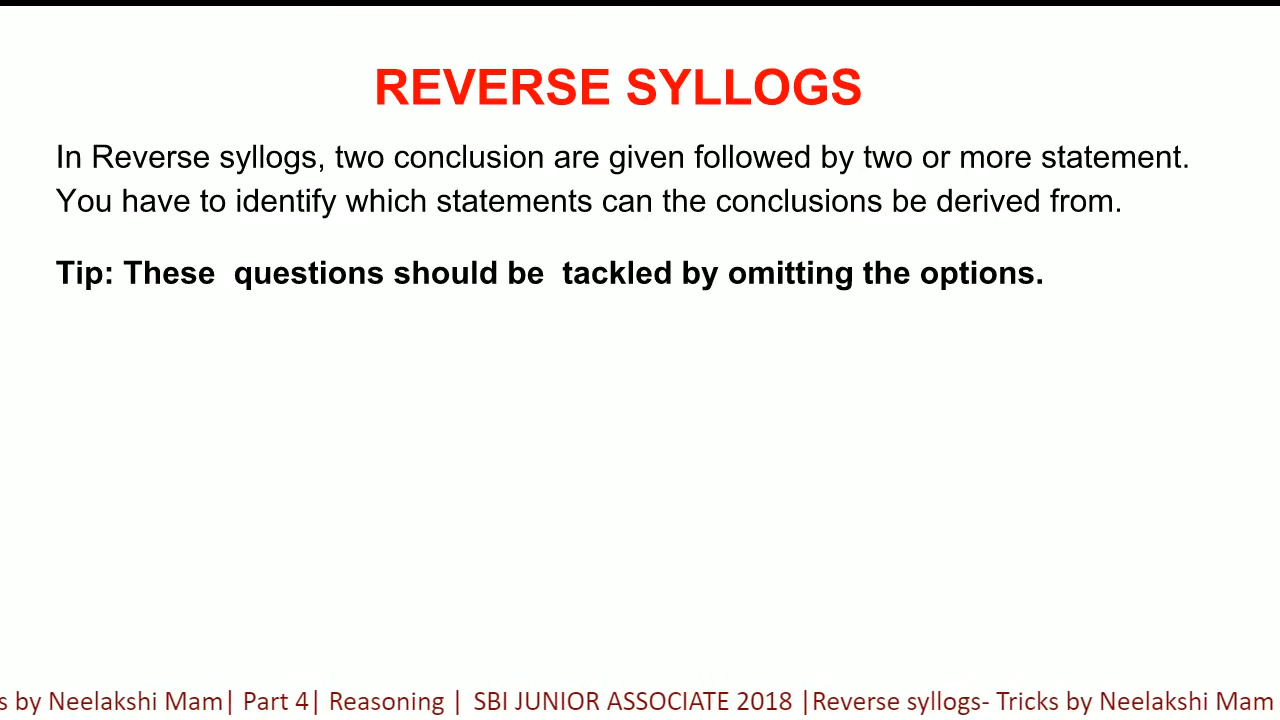 REVERSE SYLLOGS
In Reverse syllogs, two conclusion are given followed by two or more statement.
You have to identify which statements can the conclusions be derived from.
Tip: These questions should be tackled by omitting the options.
s by Neelakshi Mam| Part 4| Reasoning | SBI JUNIOR ASSOCIATE 2018 |Reverse syllogs- Tricks by Neelakshi Mam